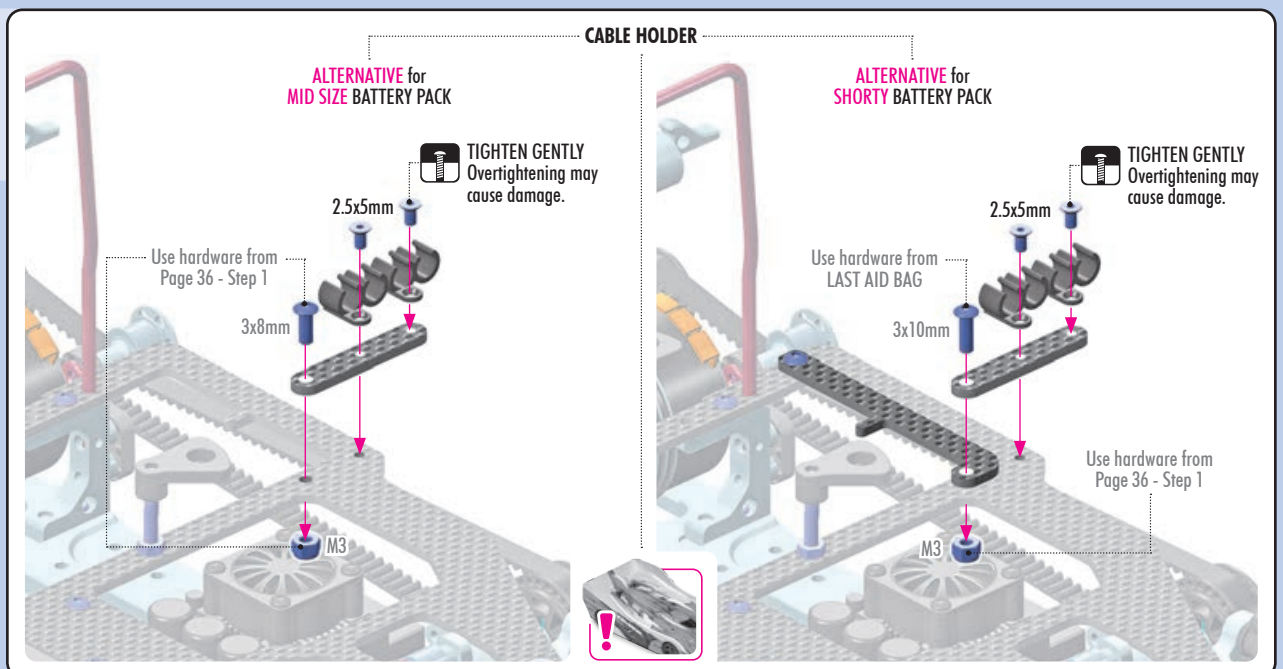 CABLE HOLDER
ALTERNATIVE for
MID SIZE BATTERY PACK
TIGHTEN GENTLY
Overtightening may
cause damage.
2.5x5mm
Use hardware from
Page 36 - Step 1
3x8mm
M3
ALTERNATIVE for
SHORTY BATTERY PACK
TIGHTEN GENTLY
Overtightening may
cause damage.
2.5x5mm
Use hardware from
LAST AID BAG
3x10mm
Use hardware from
Page 36 - Step 1
M3
!